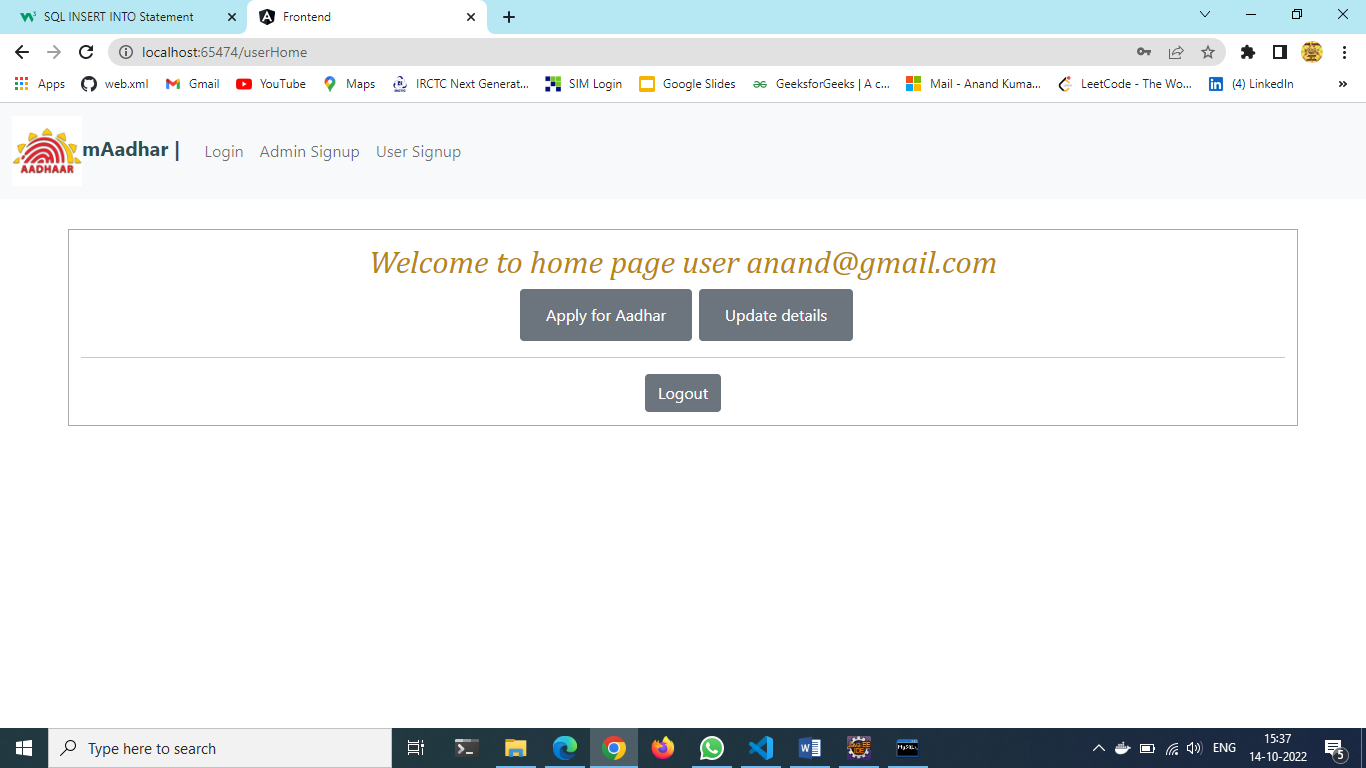 SQL INSERT INTO Statement
Frontend
localhost:65474/userHome
Apps
web.xml
Gmail
YouTube
Maps
IRCTC Next Generat...
SIM Login
Google Slides
GeeksforGeeks | A c...
Mail - Anand Kuma...
LeetCode - The Wo...
(4) LinkedIn
»
AADHAAR
mAadhar |
Login
Admin Signup
User Signup
Welcome to home page user anand@gmail.com
Apply for Aadhar
Update details
Logout
Type here to search
ENG
15:37
14-10-2022
5